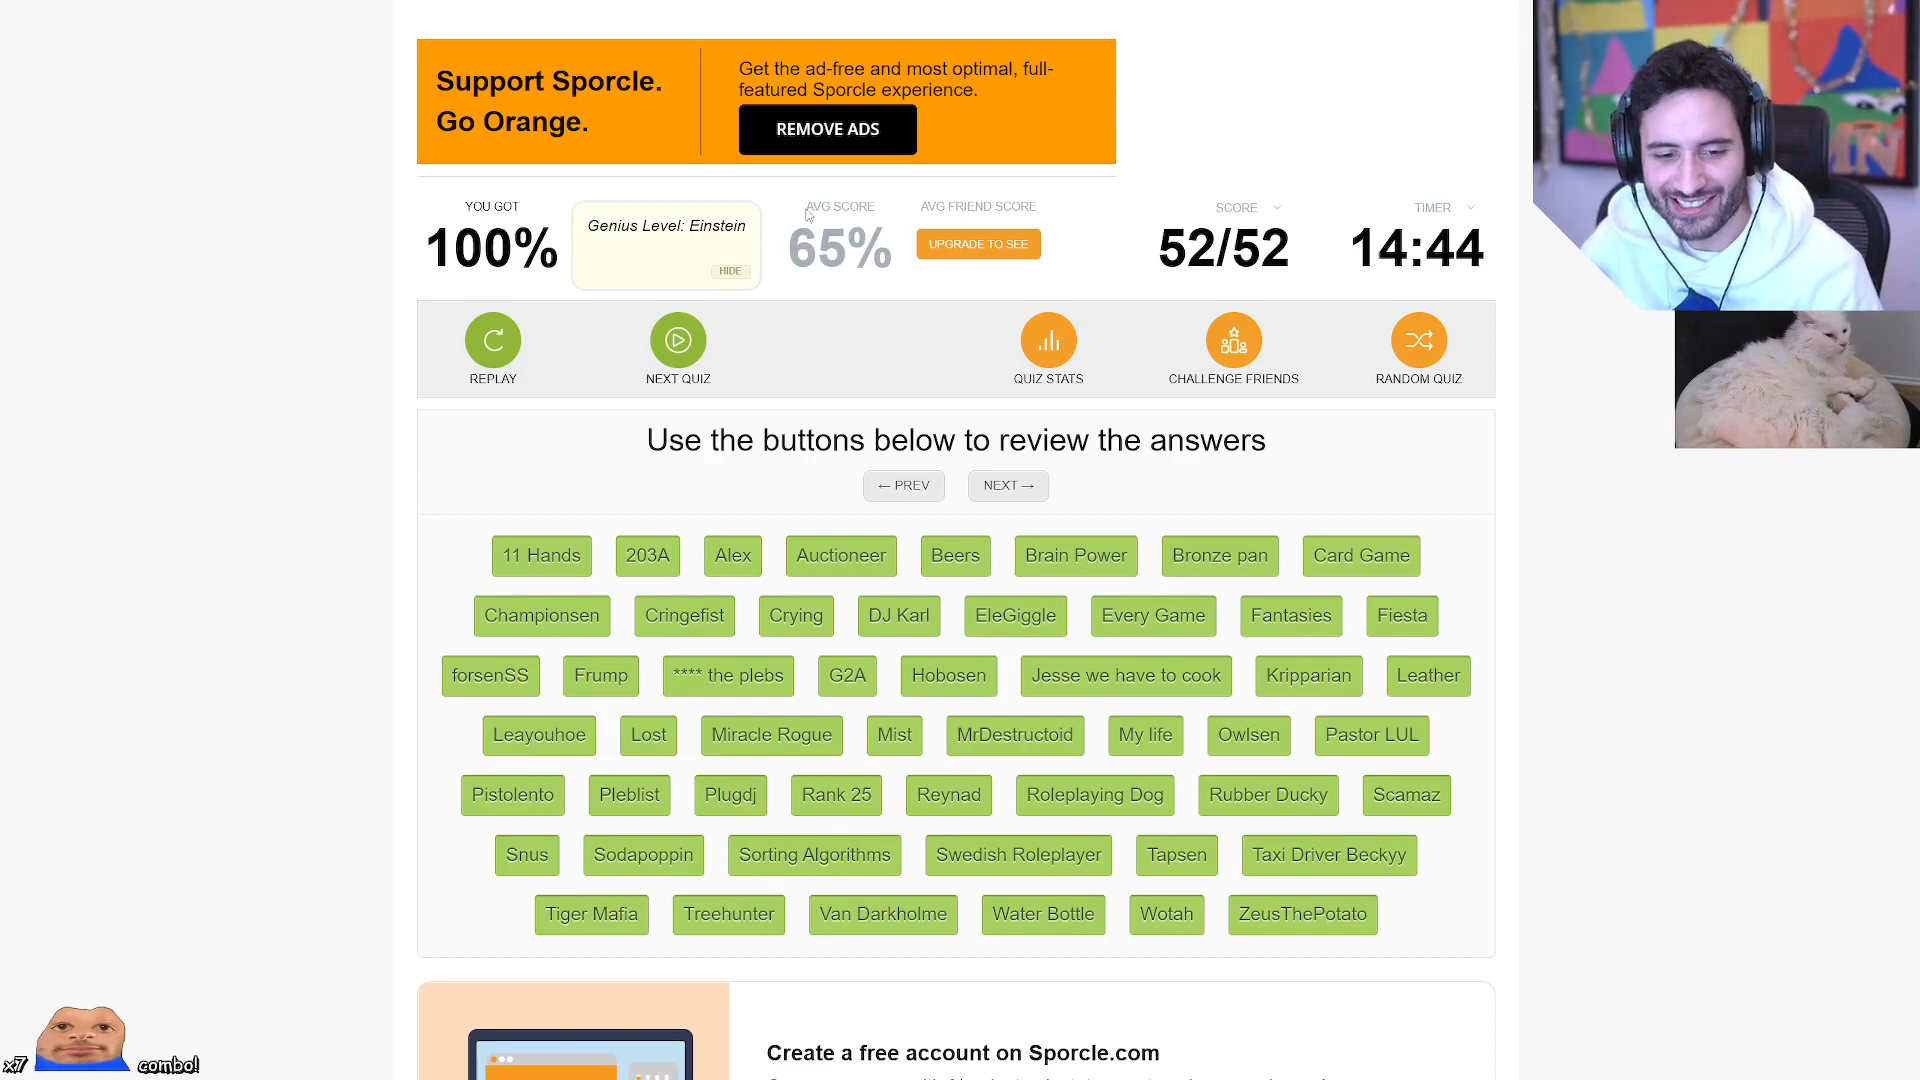 Support Sporcle.
Go Orange.
Get the ad-free and most optimal, full-
featured Sporcle experience.
REMOVE ADS
YOU GOT
100%
Genius Level: Einstein
HIDE
AVG SCORE
65%
AVG FRIEND SCORE
UPGRADE TO SEE
SCORE
52/52
TIMER
14:44
REPLAY
NEXT QUIZ
QUIZ STATS
CHALLENGE FRIENDS
RANDOM QUIZ
Use the buttons below to review the answers
← PREV
NEXT →
11 Hands 203A Alex Auctioneer Beers Brain Power Bronze pan Card Game
Championsen Cringefist Crying DJ Karl EleGiggle Every Game Fantasies Fiesta
forsenSS Frump **** the plebs G2A Hobosen Jesse we have to cook Kripparian Leather
Leayouhoe Lost Miracle Rogue Mist MrDestructoid My life Owlsen Pastor LUL
Pistolento Pleblist Plugdj Rank 25 Reynad Roleplaying Dog Rubber Ducky Scamaz
Snus Sodapoppin Sorting Algorithms Swedish Roleplayer Tapsen Taxi Driver Beckyy
Tiger Mafia Treehunter Van Darkholme Water Bottle Wotah ZeusThePotato
Create a free account on Sporcle.com
x7 combo!